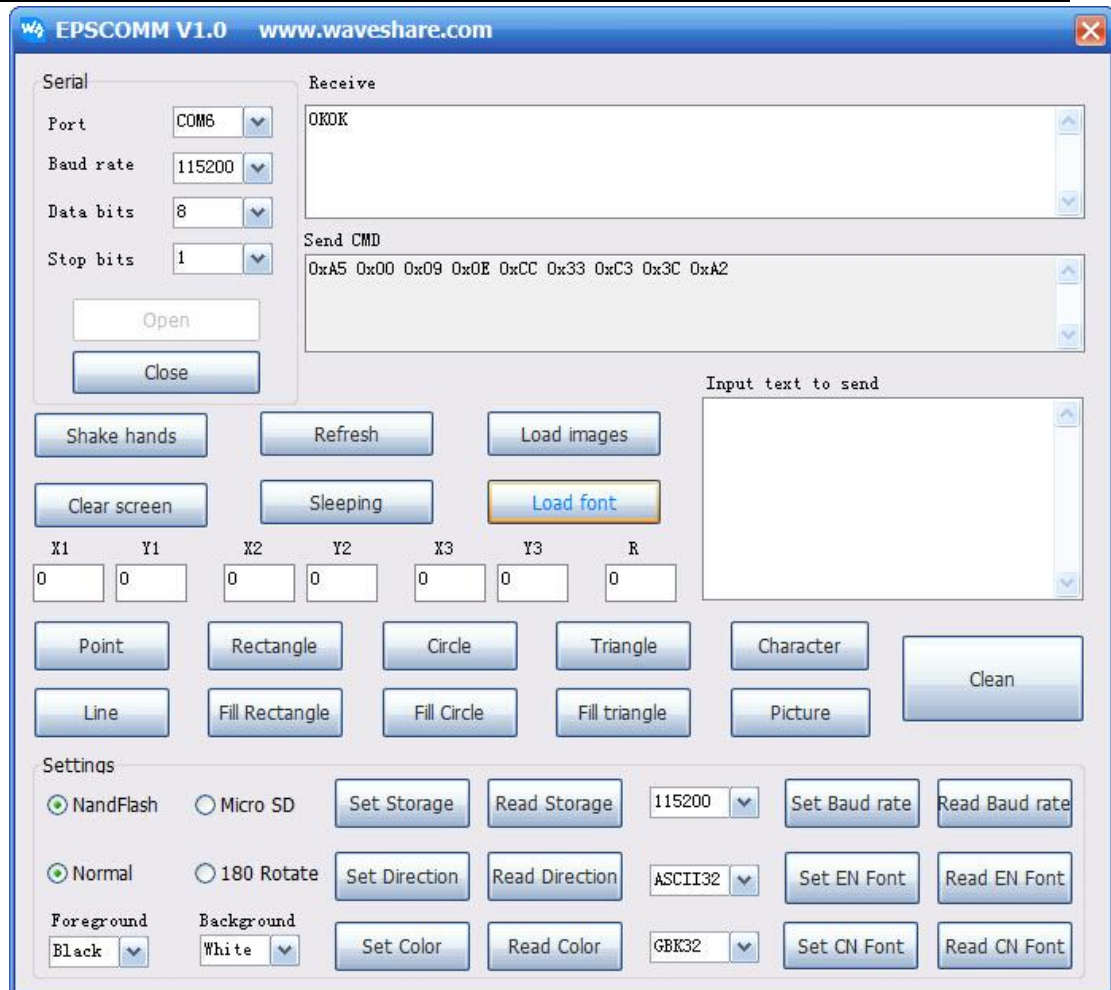 EPSCOMM V1.0 www.waveshare.com
Serial
Port COM6
Baud rate 115200
Data bits 8
Stop bits 1
Open
Close
Receive
OKOK
Send CMD
0xA5 0x00 0x09 0x0E 0xCC 0x33 0xC3 0x3C 0xA2
Input text to send
Shake hands Refresh Load images
Clear screen Sleeping Load font
X1 Y1 X2 Y2 X3 Y3 R
0 0 0 0 0 0 0
Point Rectangle Circle Triangle Character
Clean
Line Fill Rectangle Fill Circle Fill triangle Picture
Settings
NandFlash Micro SD Set Storage Read Storage 115200 Set Baud rate Read Baud rate
Normal 180 Rotate Set Direction Read Direction ASCII32 Set EN Font Read EN Font
Foreground Background
Black White Set Color Read Color GBK32 Set CN Font Read CN Font